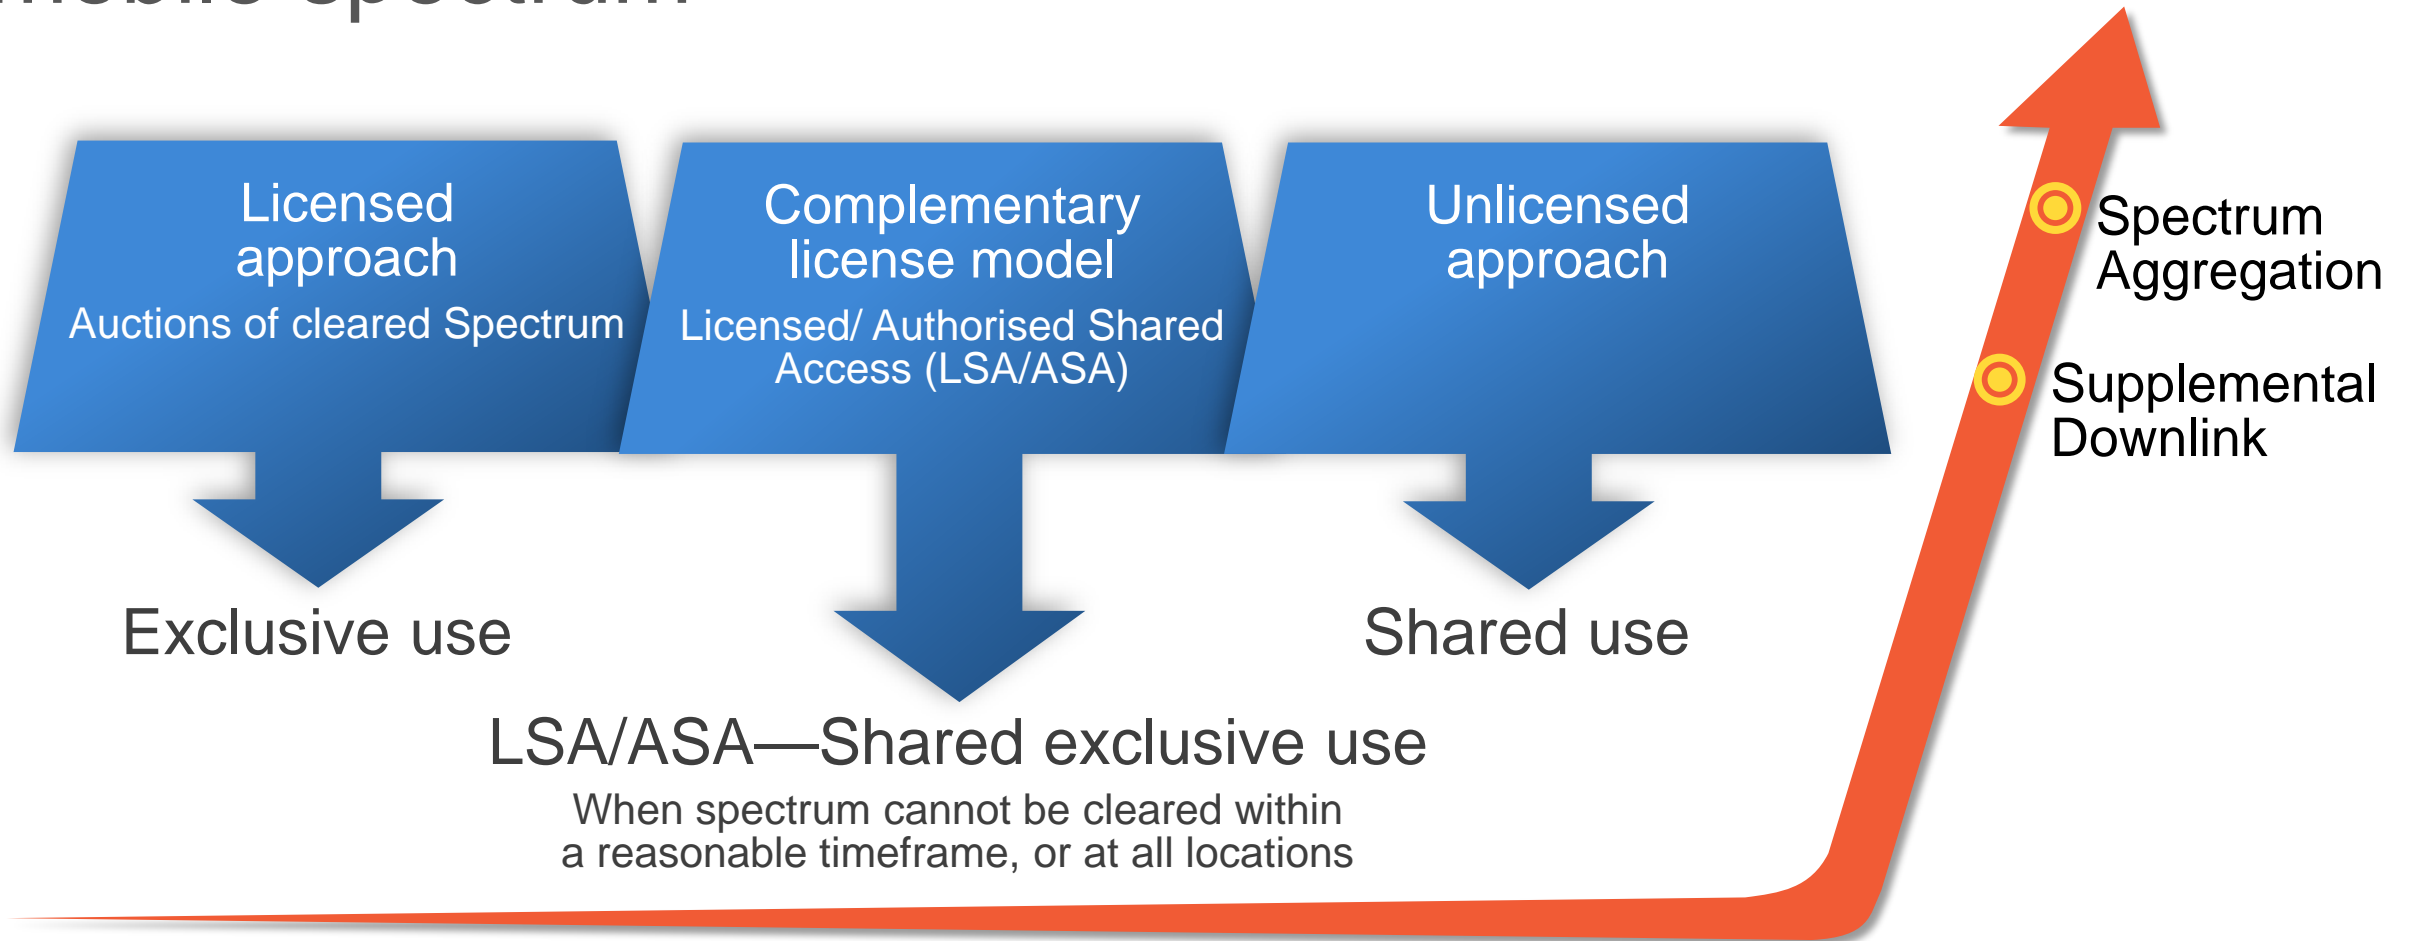 mobile spectrum
Licensed
approach
Auctions of cleared Spectrum
Complementary
license model
Licensed/ Authorised Shared
Access (LSA/ASA)
Unlicensed
approach
Spectrum
Aggregation
Supplemental
Downlink
Exclusive use
Shared use
LSA/ASA—Shared exclusive use
When spectrum cannot be cleared within
a reasonable timeframe, or at all locations